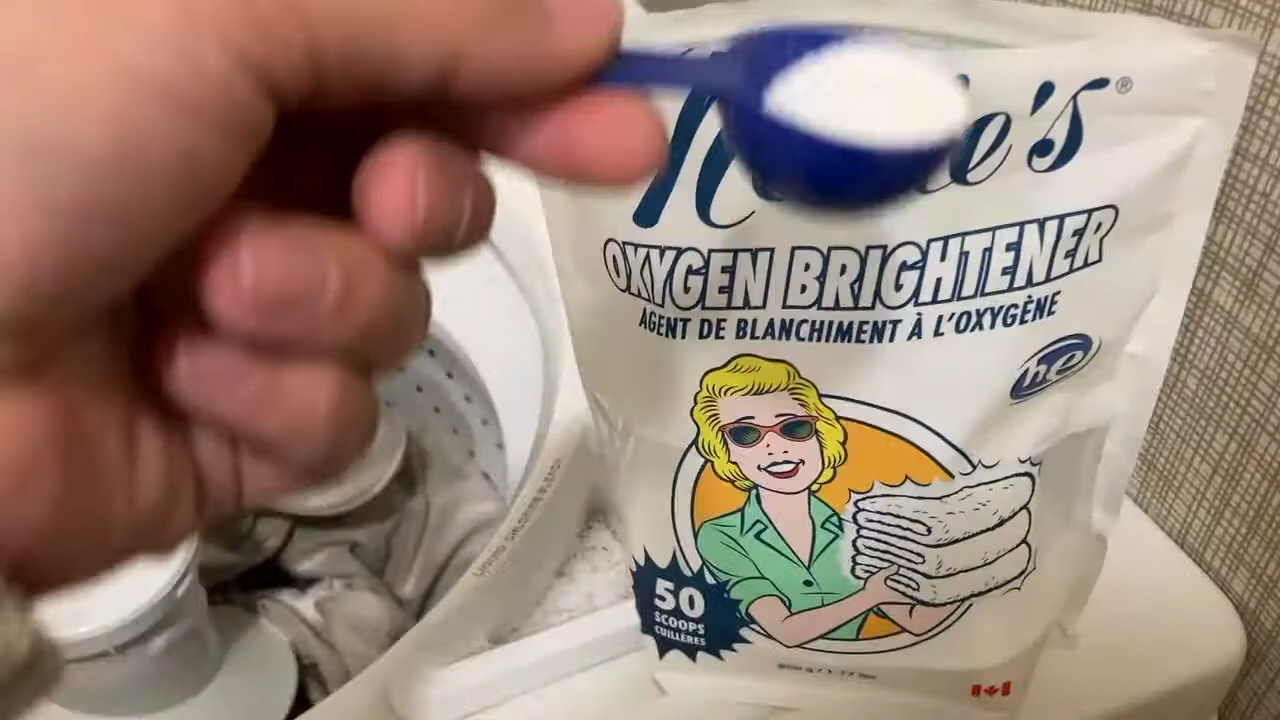 OXYGEN BRIGHTENER
AGENT DE BLANCHIMENT À L'OXYGÈNE
he
50
SCOOPS
CUILLÈRES